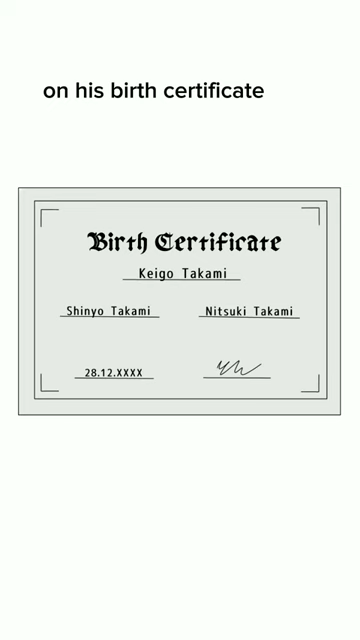 on his birth certificate
Birth Certificate
Keigo Takami
Shinyo Takami Nitsuki Takami
28.12.XXXX